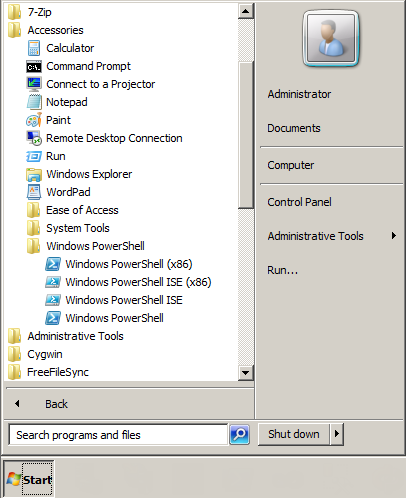 7-Zip
Accessories
Calculator
Command Prompt
Connect to a Projector
Notepad
Paint
Remote Desktop Connection
Run
Windows Explorer
WordPad
Ease of Access
System Tools
Windows PowerShell
Windows PowerShell (x86)
Windows PowerShell ISE (x86)
Windows PowerShell ISE
Windows PowerShell
Administrative Tools
Cygwin
FreeFileSync
Back
Search programs and files
Administrator
Documents
Computer
Control Panel
Administrative Tools
Run...
Shut down
Start